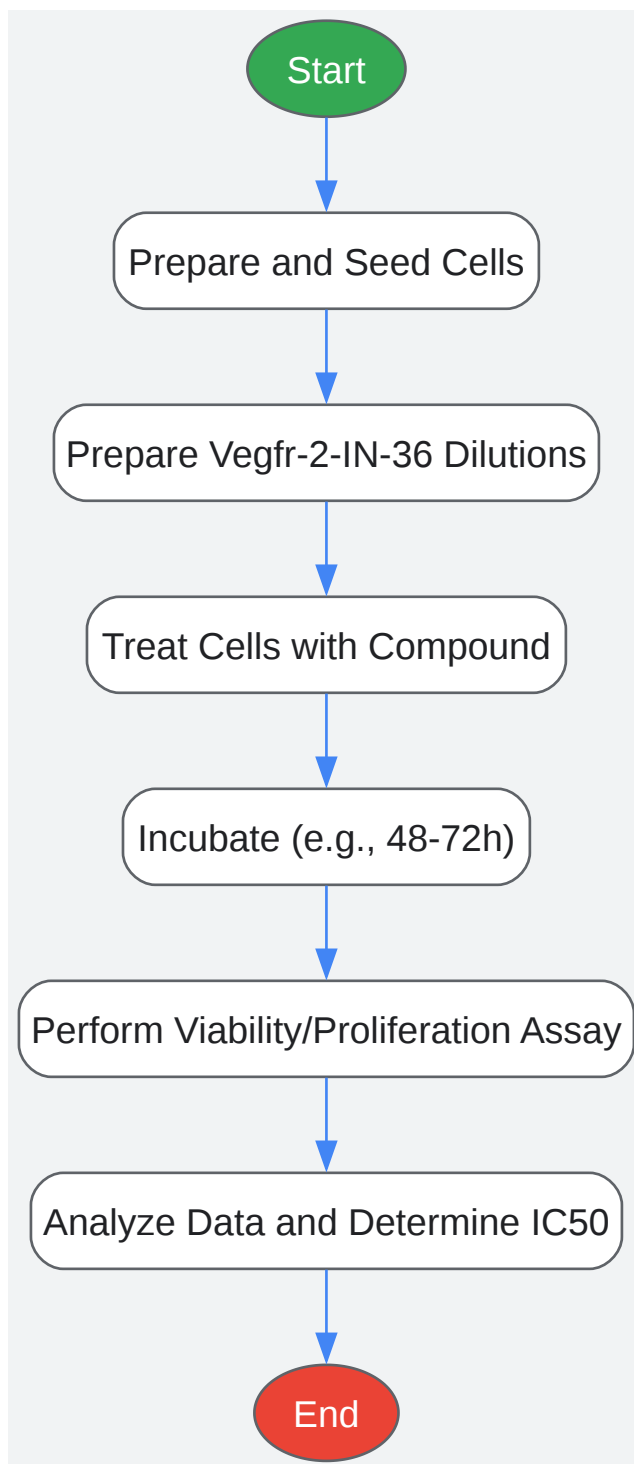 Start
Prepare and Seed Cells
Prepare Vegfr-2-IN-36 Dilutions
Treat Cells with Compound
Incubate (e.g., 48-72h)
Perform Viability/Proliferation Assay
Analyze Data and Determine IC50
End